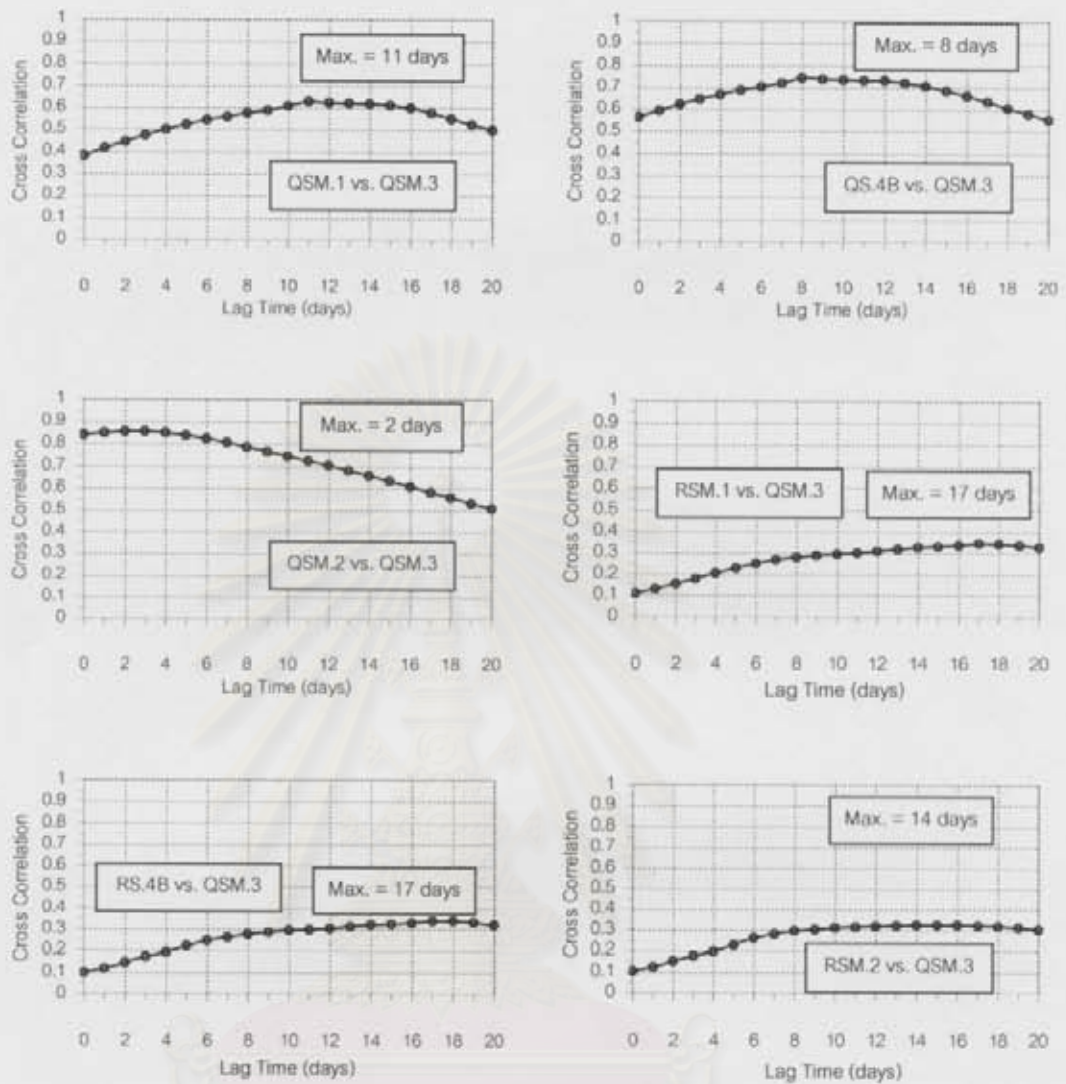 1
0.9
0.8
0.7
0.6
0.5
0.4
0.3
0.2
0.1
0
Cross Correlation
Max. = 11 days
QSM.1 vs. QSM.3
0 2 4 6 8 10 12 14 16 18 20
Lag Time (days)
1
0.9
0.8
0.7
0.6
0.5
0.4
0.3
0.2
0.1
0
Cross Correlation
Max. = 8 days
QS.4B vs. QSM.3
0 2 4 6 8 10 12 14 16 18 20
Lag Time (days)
1
0.9
0.8
0.7
0.6
0.5
0.4
0.3
0.2
0.1
0
Cross Correlation
Max. = 2 days
QSM.2 vs. QSM.3
0 2 4 6 8 10 12 14 16 18 20
Lag Time (days)
1
0.9
0.8
0.7
0.6
0.5
0.4
0.3
0.2
0.1
0
Cross Correlation
RSM.1 vs. QSM.3
Max. = 17 days
0 2 4 6 8 10 12 14 16 18 20
Lag Time (days)
1
0.9
0.8
0.7
0.6
0.5
0.4
0.3
0.2
0.1
0
Cross Correlation
RS.4B vs. QSM.3
Max. = 17 days
0 2 4 6 8 10 12 14 16 18 20
Lag Time (days)
1
0.9
0.8
0.7
0.6
0.5
0.4
0.3
0.2
0.1
0
Cross Correlation
Max. = 14 days
RSM.2 vs. QSM.3
0 2 4 6 8 10 12 14 16 18 20
Lag Time (days)